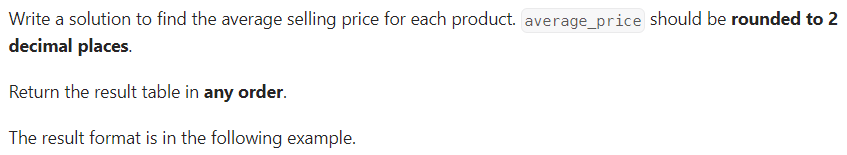 Write a solution to find the average selling price for each product. average_price should be rounded to 2
decimal places.
Return the result table in any order.
The result format is in the following example.